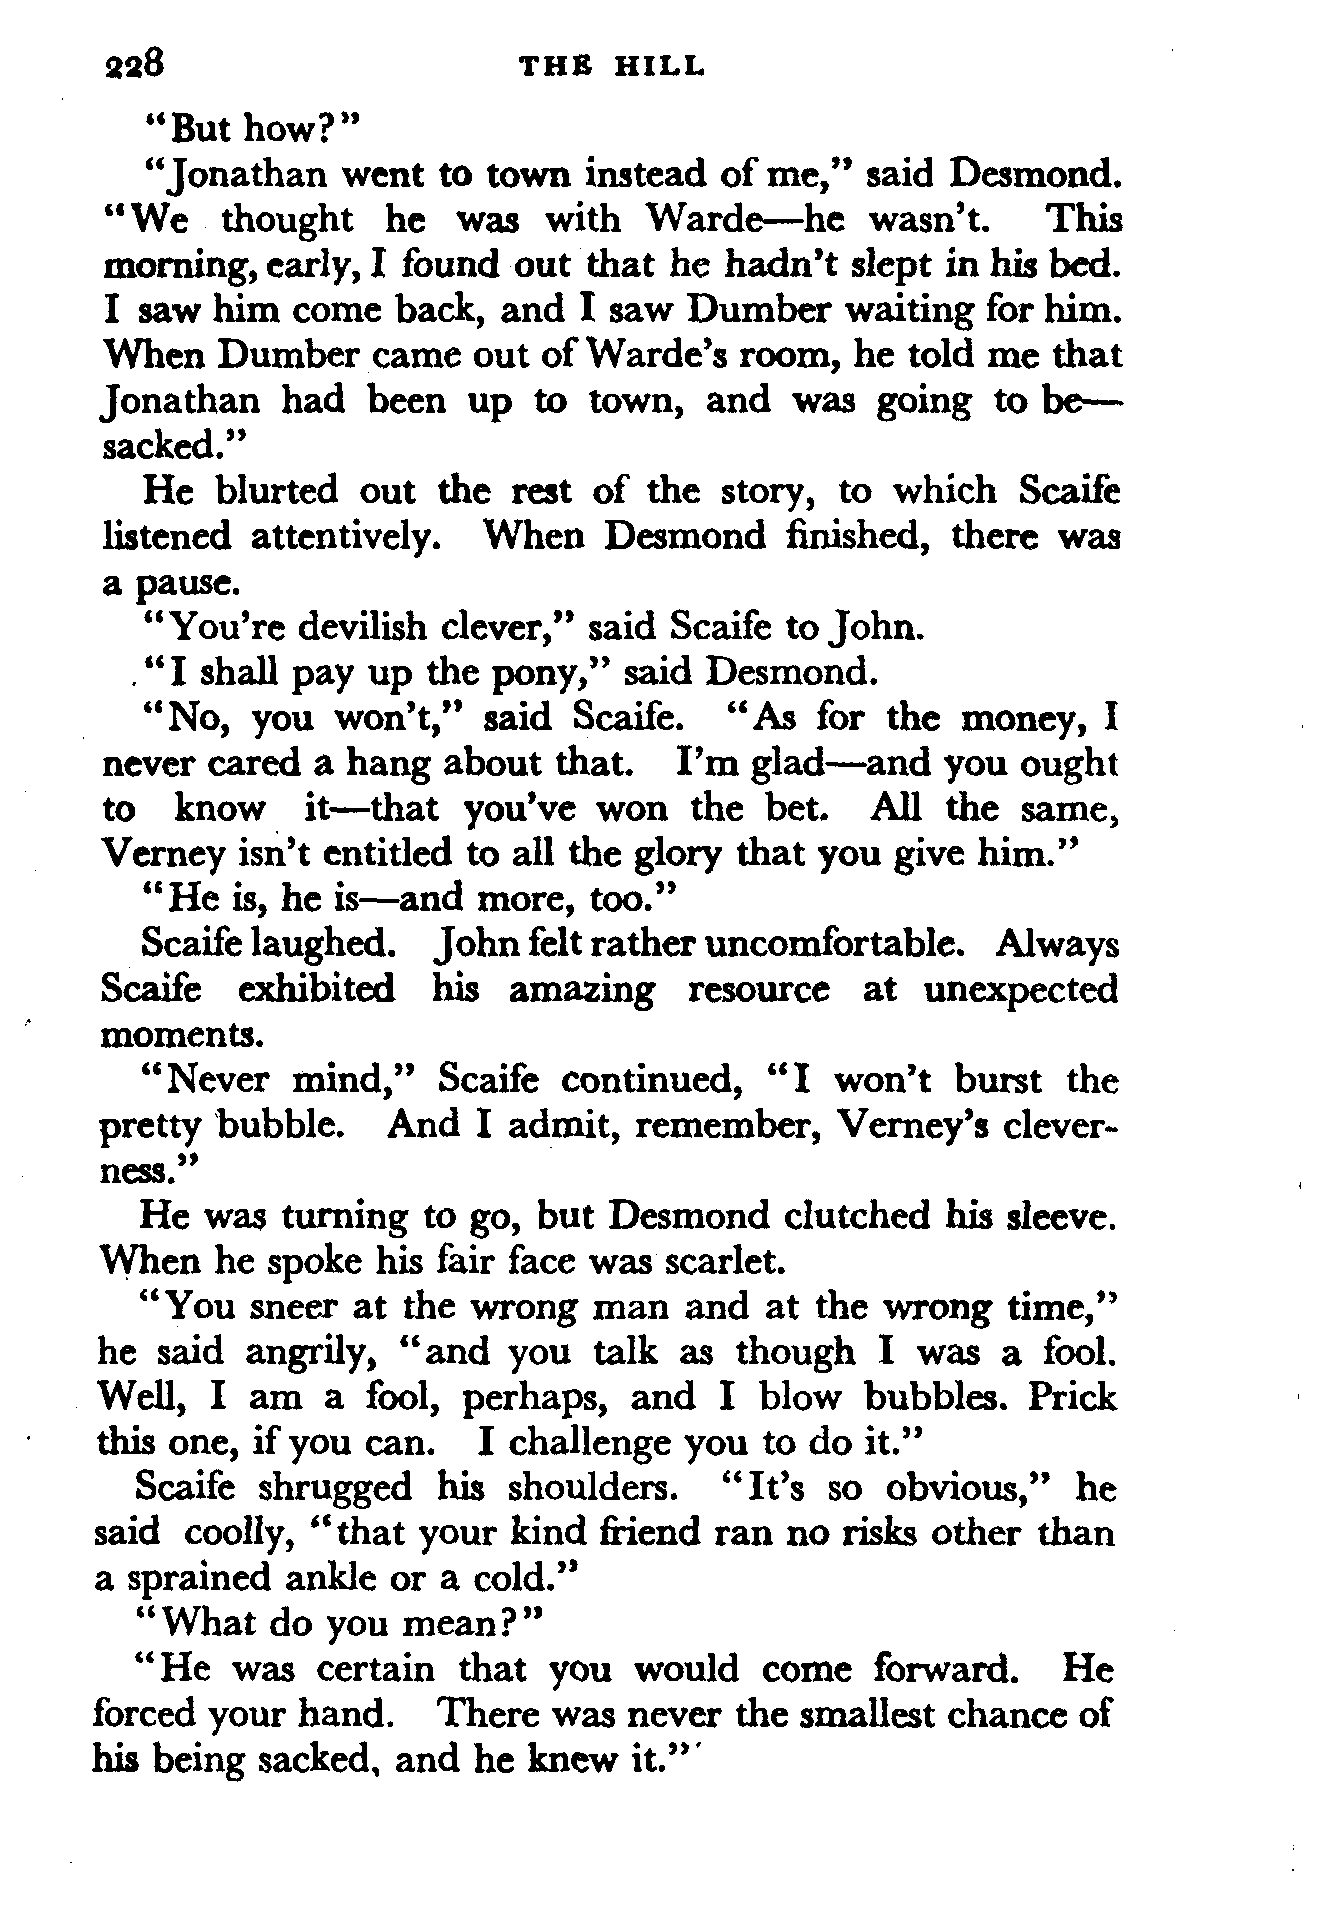 228 THE HILL
"But how?"
"Jonathan went to town instead of me," said Desmond.
"We thought he was with Warde—he wasn't. This
morning, early, I found out that he hadn't slept in his bed.
I saw him come back, and I saw Dumber waiting for him.
When Dumber came out of Warde's room, he told me that
Jonathan had been up to town, and was going to be—
sacked."
He blurted out the rest of the story, to which Scaife
listened attentively. When Desmond finished, there was
a pause.
"You're devilish clever," said Scaife to John.
"I shall pay up the pony," said Desmond.
"No, you won't," said Scaife. "As for the money, I
never cared a hang about that. I'm glad—and you ought
to know it—that you've won the bet. All the same,
Verney isn't entitled to all the glory that you give him."
"He is, he is—and more, too."
Scaife laughed. John felt rather uncomfortable. Always
Scaife exhibited his amazing resource at unexpected
moments.
"Never mind," Scaife continued, "I won't burst the
pretty bubble. And I admit, remember, Verney's clever-
ness."
He was turning to go, but Desmond clutched his sleeve.
When he spoke his fair face was scarlet.
"You sneer at the wrong man and at the wrong time,"
he said angrily, "and you talk as though I was a fool.
Well, I am a fool, perhaps, and I blow bubbles. Prick
this one, if you can. I challenge you to do it."
Scaife shrugged his shoulders. "It's so obvious," he
said coolly, "that your kind friend ran no risks other than
a sprained ankle or a cold."
"What do you mean?"
"He was certain that you would come forward. He
forced your hand. There was never the smallest chance of
his being sacked, and he knew it."